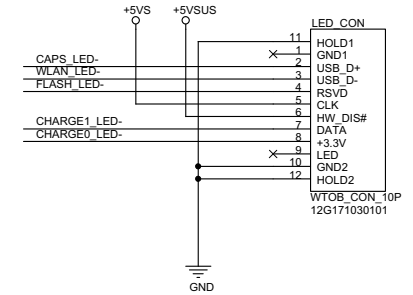 +5VS
+5VSUS
LED_CON
11 HOLD1
1 GND1
CAPS_LED- 2 USB_D+
WLAN_LED- 3 USB_D-
FLASH_LED- 4 RSVD
5 CLK
6 HW_DIS#
CHARGE1_LED- 7 DATA
CHARGE0_LED- 8 +3.3V
9 LED
10 GND2
12 HOLD2
WTOB_CON_10P
12G171030101
GND